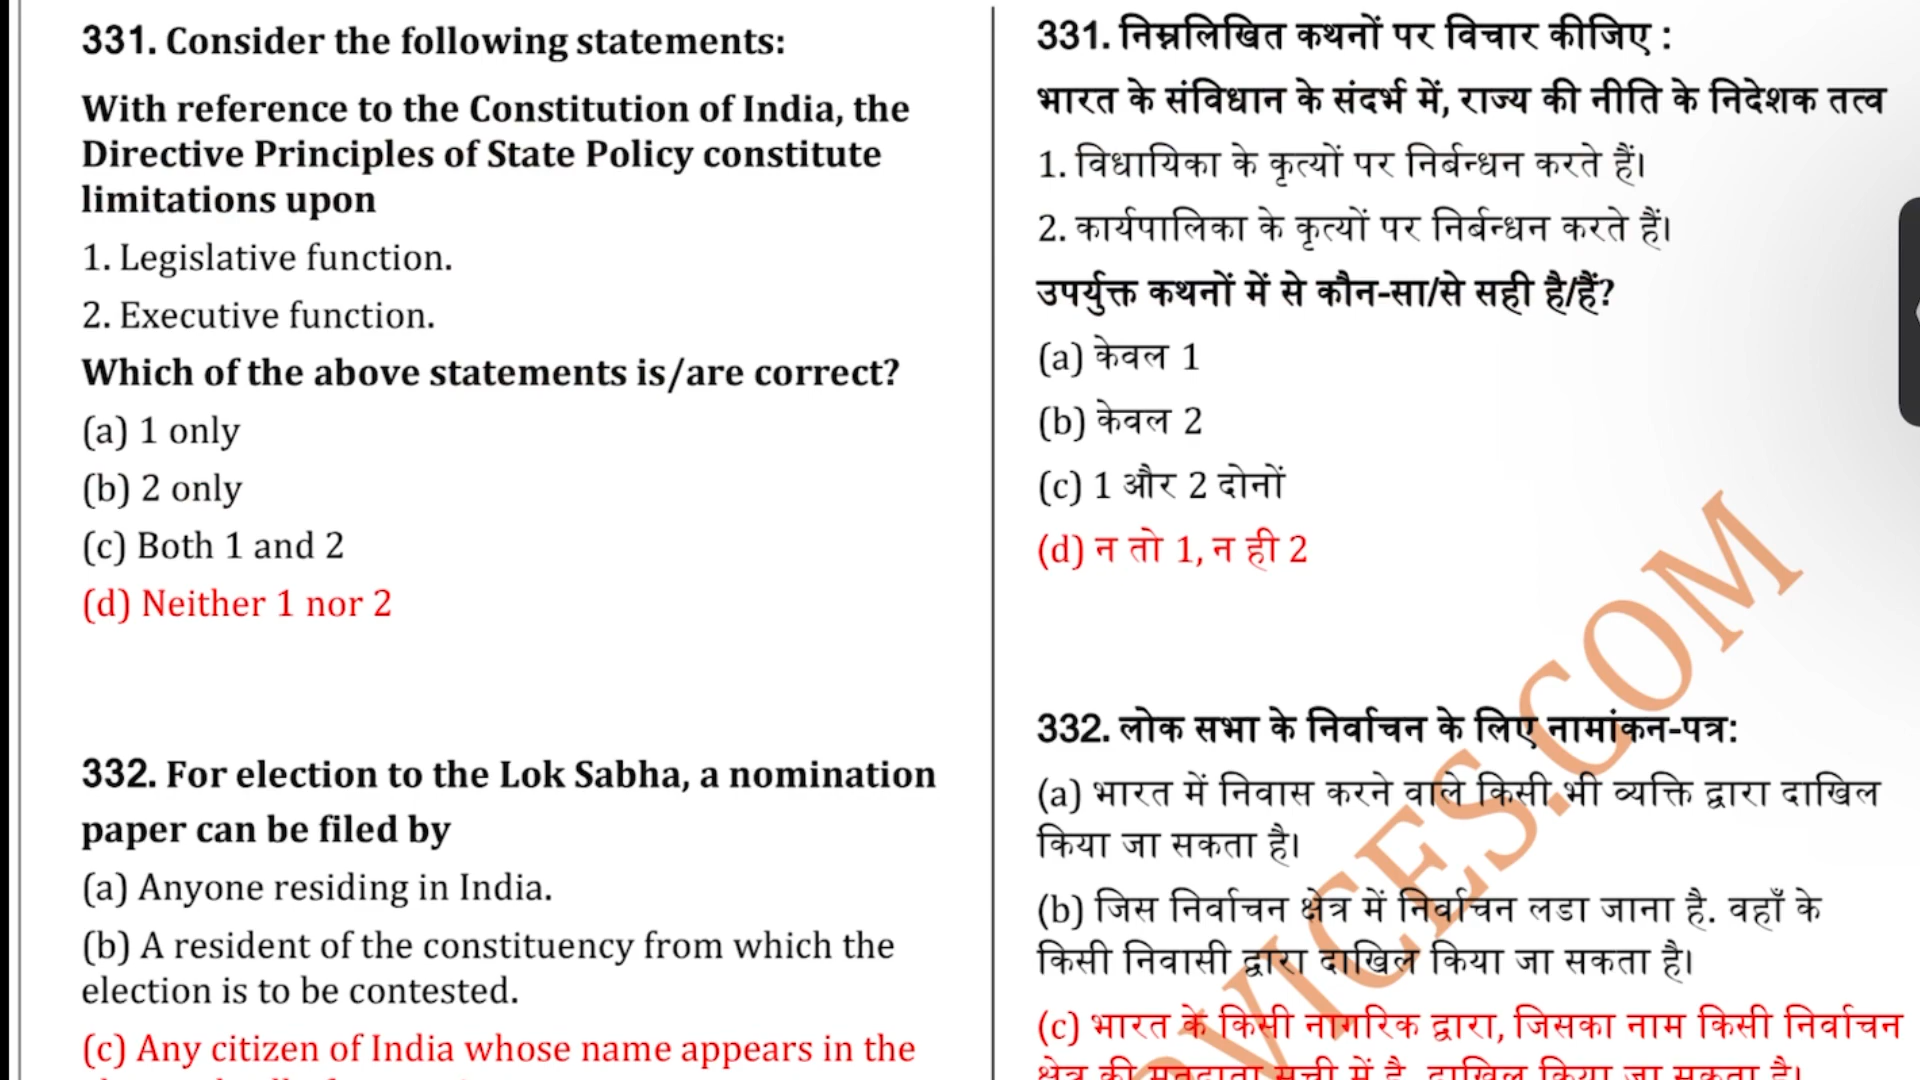 331. Consider the following statements:
With reference to the Constitution of India, the
Directive Principles of State Policy constitute
limitations upon
1. Legislative function.
2. Executive function.
Which of the above statements is/are correct?
(a) 1 only
(b) 2 only
(c) Both 1 and 2
(d) Neither 1 nor 2
332. For election to the Lok Sabha, a nomination
paper can be filed by
(a) Anyone residing in India.
(b) A resident of the constituency from which the
election is to be contested.
(c) Any citizen of India whose name appears in the
331. निम्नलिखित कथनों पर विचार कीजिए :
भारत के संविधान के संदर्भ में, राज्य की नीति के निदेशक तत्व
1. विधायिका के कृत्यों पर निर्बन्धन करते हैं।
2. कार्यपालिका के कृत्यों पर निर्बन्धन करते हैं।
उपर्युक्त कथनों में से कौन-सा/से सही है/हैं?
(a) केवल 1
(b) केवल 2
(c) 1 और 2 दोनों
(d) न तो 1, न ही 2
332. लोक सभा के निर्वाचन के लिए नामांकन-पत्र:
(a) भारत में निवास करने वाले किसी भी व्यक्ति द्वारा दाखिल
किया जा सकता है।
(b) जिस निर्वाचन क्षेत्र में निर्वाचन लडा जाना है. वहाँ के
किसी निवासी द्वारा दाखिल किया जा सकता है।
(c) भारत के किसी नागरिक द्वारा, जिसका नाम किसी निर्वाचन
क्षेत्र की मतदाता सूची में है, दाखिल किया जा सकता है।
VICES.COM